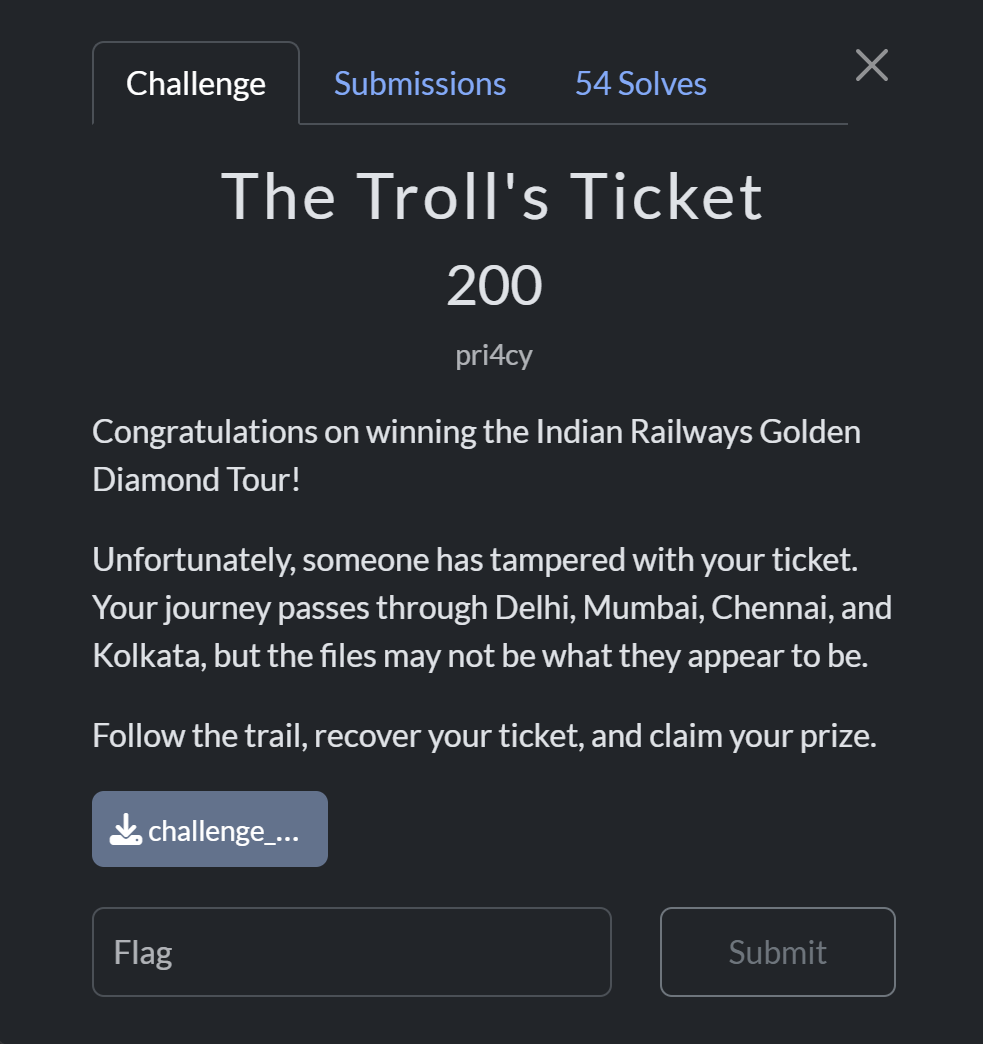 Challenge
Submissions
54 Solves
The Troll's Ticket
200
pri4cy
Congratulations on winning the Indian Railways Golden
Diamond Tour!
Unfortunately, someone has tampered with your ticket.
Your journey passes through Delhi, Mumbai, Chennai, and
Kolkata, but the files may not be what they appear to be.
Follow the trail, recover your ticket, and claim your prize.
challenge_...
Flag
Submit